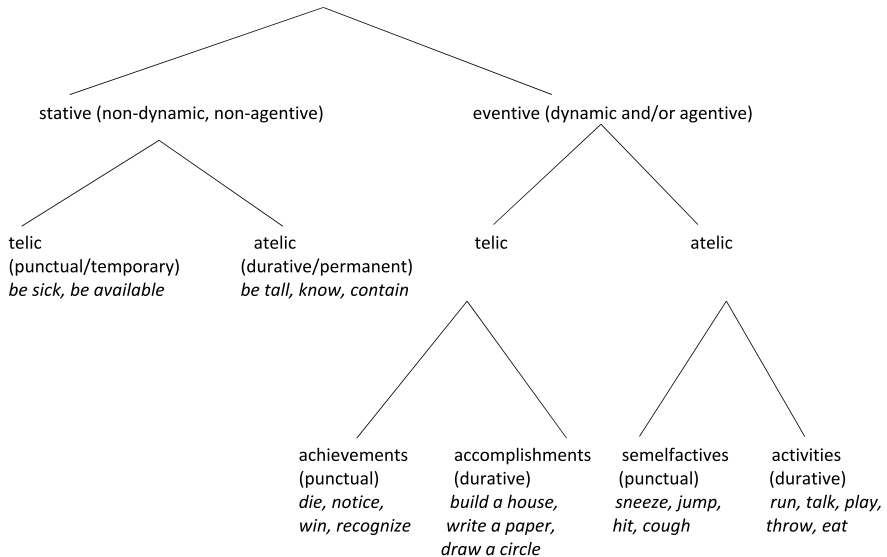 stative (non-dynamic, non-agentive)
eventive (dynamic and/or agentive)
telic
(punctual/temporary)
be sick, be available
atelic
(durative/permanent)
be tall, know, contain
telic
atelic
achievements
(punctual)
die, notice,
win, recognize
accomplishments
(durative)
build a house,
write a paper,
draw a circle
semelfactives
(punctual)
sneeze, jump,
hit, cough
activities
(durative)
run, talk, play,
throw, eat